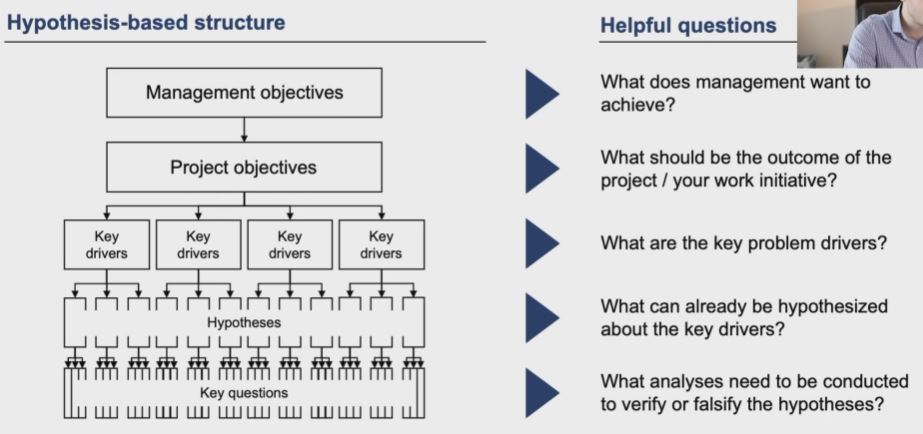 Hypothesis-based structure
Helpful questions
Management objectives
What does management want to
achieve?
Project objectives
What should be the outcome of the
project / your work initiative?
Key
drivers
Key
drivers
Key
drivers
Key
drivers
What are the key problem drivers?
Hypotheses
What can already be hypothesized
about the key drivers?
Key questions
What analyses need to be conducted
to verify or falsify the hypotheses?